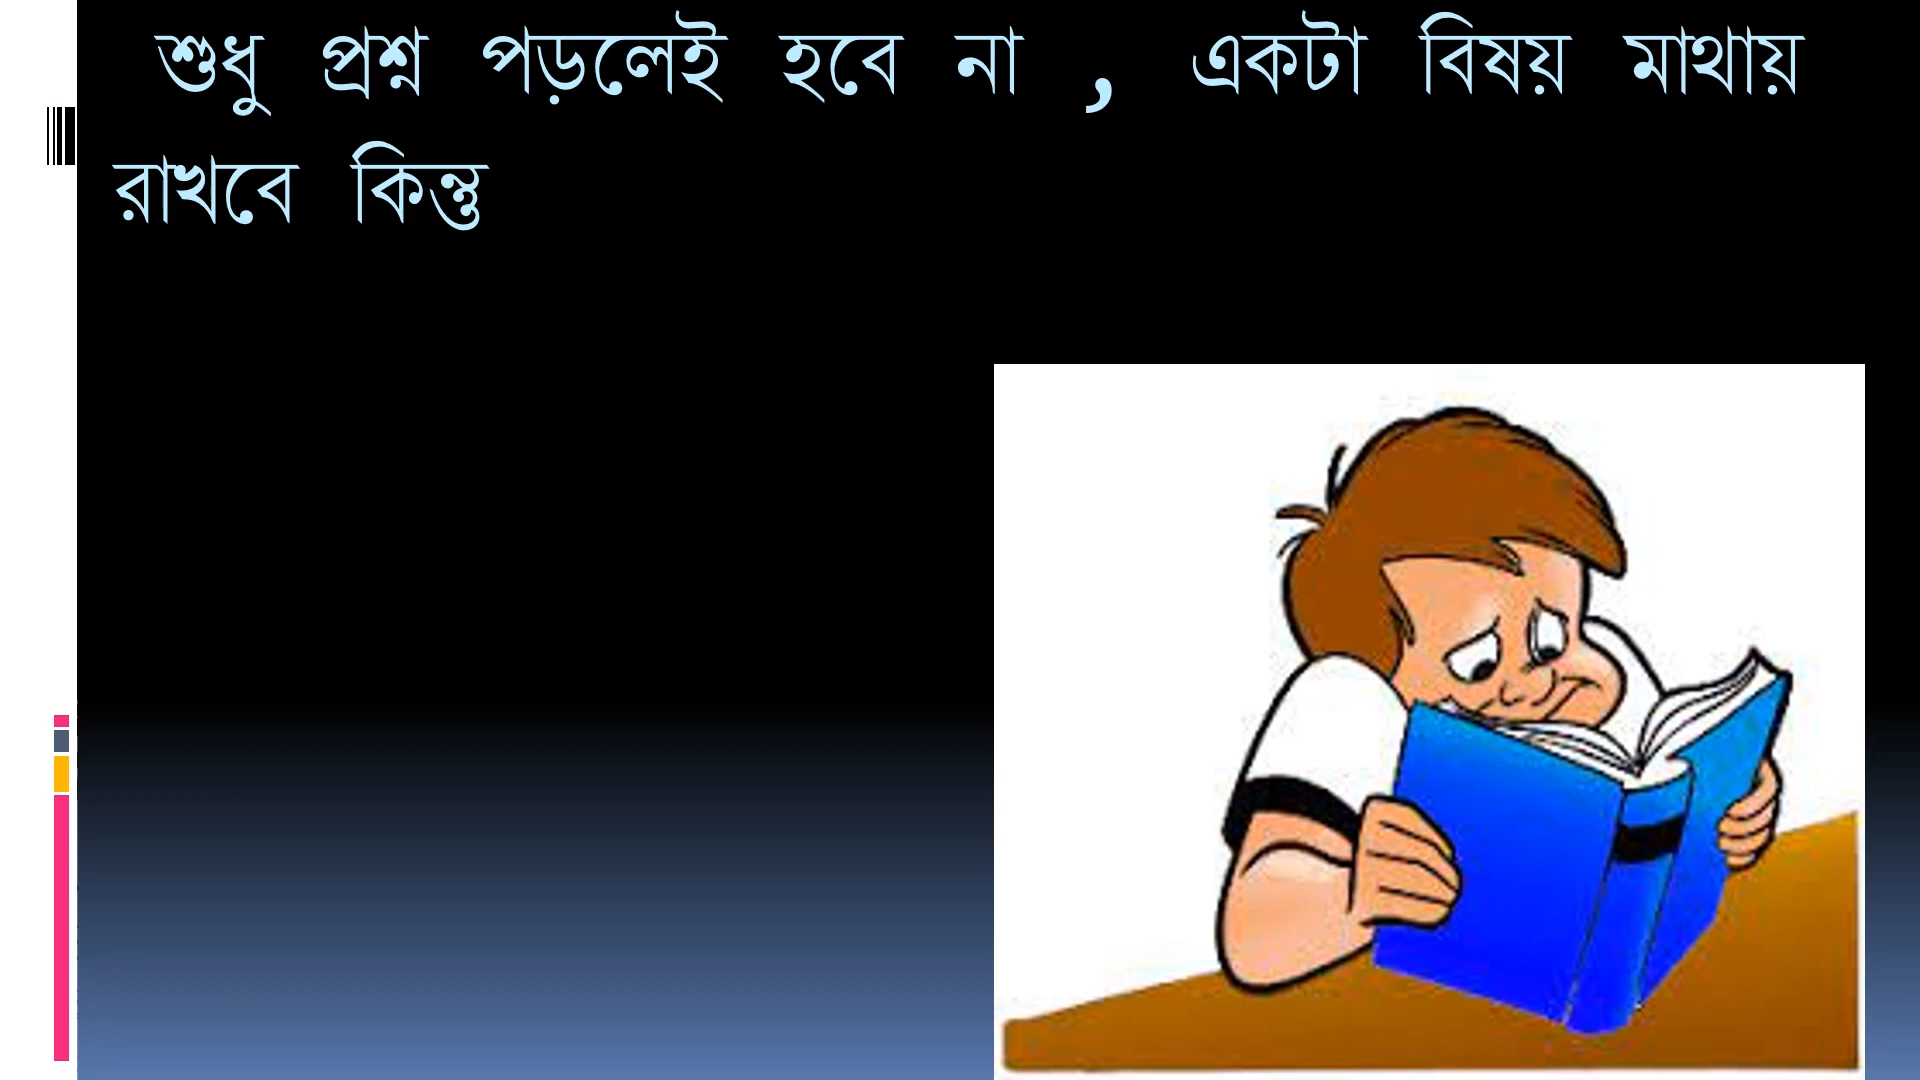 শুধু প্রশ্ন পড়লেই হবে না , একটা বিষয় মাথায়
রাখবে কিন্তু